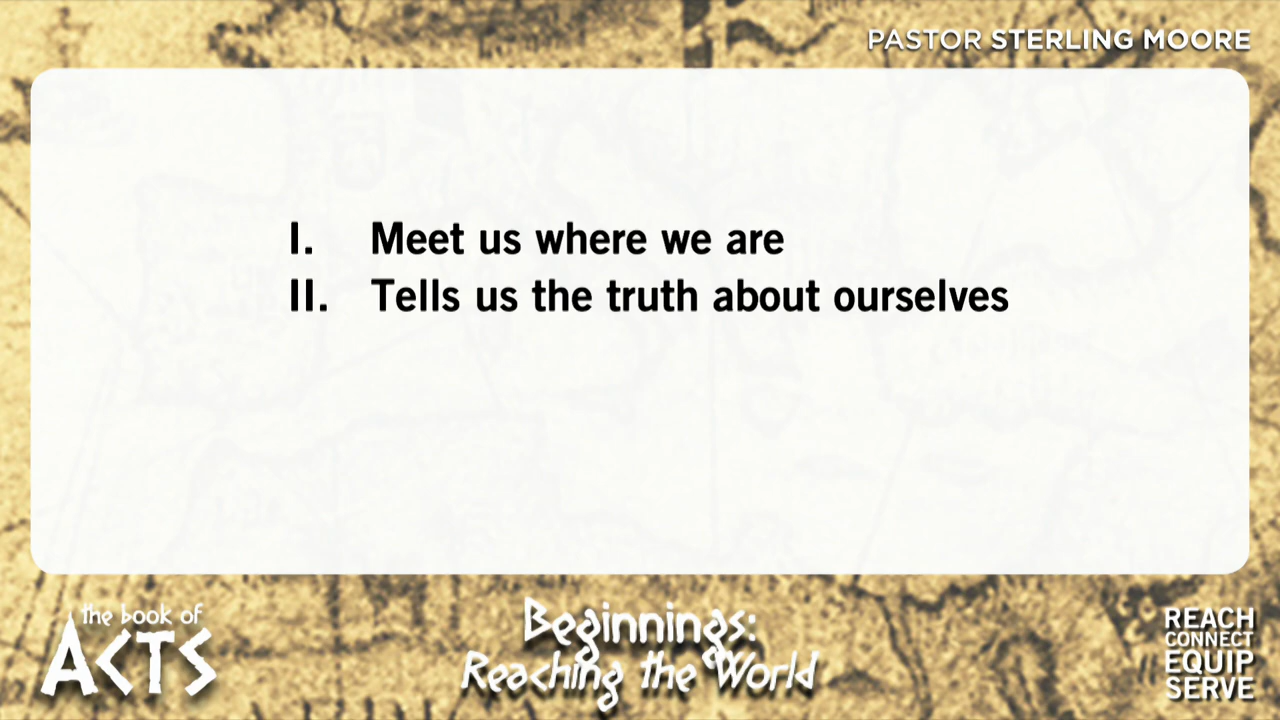 PASTOR STERLING MOORE
I. Meet us where we are
II. Tells us the truth about ourselves
the book of
ACTS
Beginnings:
Reaching the World
REACH
CONNECT
EQUIP
SERVE